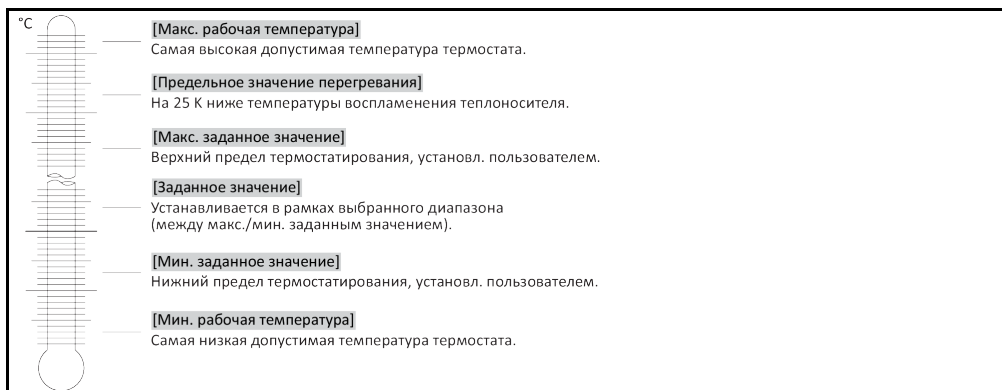 °C
[Макс. рабочая температура]
Самая высокая допустимая температура термостата.
[Предельное значение перегревания]
На 25 K ниже температуры воспламенения теплоносителя.
[Макс. заданное значение]
Верхний предел термостатирования, установл. пользователем.
[Заданное значение]
Устанавливается в рамках выбранного диапазона
(между макс./мин. заданным значением).
[Мин. заданное значение]
Нижний предел термостатирования, установл. пользователем.
[Мин. рабочая температура]
Самая низкая допустимая температура термостата.